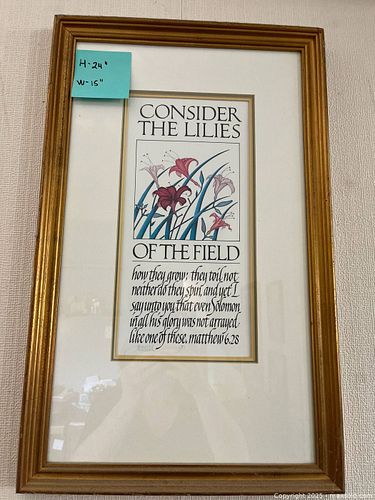 H-24"
W-15"
CONSIDER
THE LILIES
OF THE FIELD
how they grow: they toil not
neither do they spin, and yet I
say unto you that even Solomon
in all his glory was not arrayed
like one of these. matthew 6.28